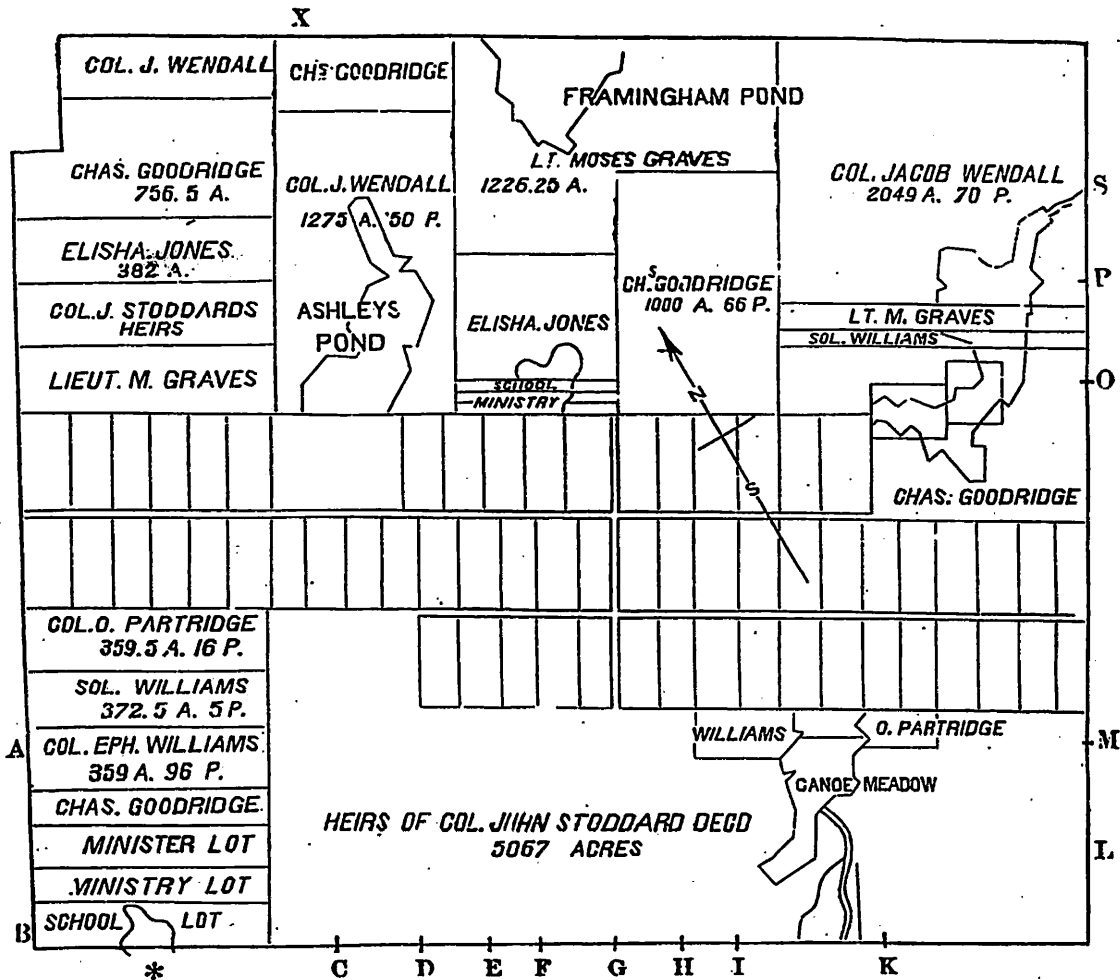 X
COL. J. WENDALL
CHS GOODRIDGE
FRAMINGHAM POND
LT. MOSES GRAVES
1226.25 A.
CHAS. GOODRIDGE
756.5 A.
COL. J. WENDALL
1275 A. 50 P.
COL. JACOB WENDALL
2049 A. 70 P.
S
ELISHA JONES
382 A.
CH.S GOODRIDGE
1000 A. 66 P.
P
COL. J. STODDARDS
HEIRS
ASHLEYS
POND
ELISHA JONES
LT. M. GRAVES
SOL. WILLIAMS
LIEUT. M. GRAVES
SCHOOL
MINISTRY
O
N
S
CHAS: GOODRIDGE
COL. O. PARTRIDGE
359.5 A. 16 P.
SOL. WILLIAMS
372.5 A. 5 P.
A
COL. EPH. WILLIAMS
359 A. 96 P.
WILLIAMS
O. PARTRIDGE
M
CANOE MEADOW
CHAS. GOODRIDGE
HEIRS OF COL. JIIHN STODDARD DECD
5067 ACRES
MINISTER LOT
L
MINISTRY LOT
B
SCHOOL LOT
*
C D E F G H I K